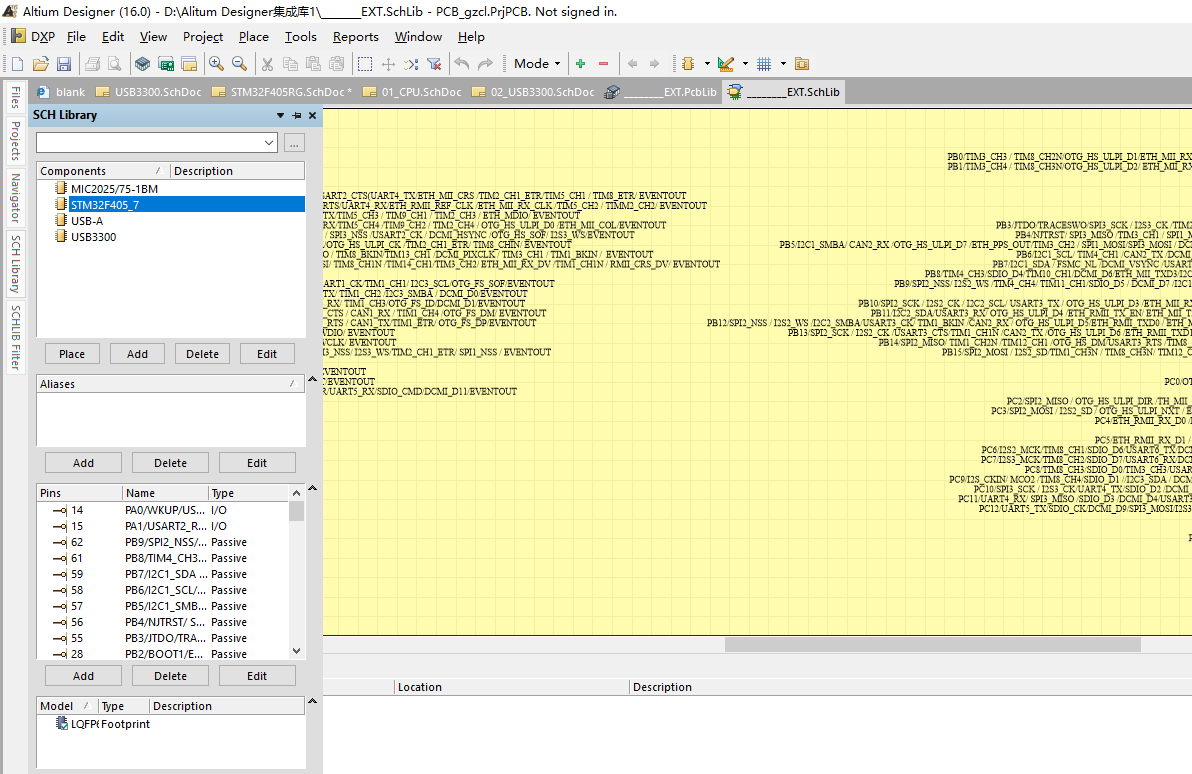 Altium Designer (16.0) - D:\Alitum Designer集成库1\_______EXT.SchLib - PCB_gzcl.PrjPCB. Not signed in.
DXP File Edit View Project Place Tools Reports Window Help
Mode
blank USB3300.SchDoc STM32F405RG.SchDoc * 01_CPU.SchDoc 02_USB3300.SchDoc ________EXT.PcbLib ________EXT.SchLib
Files
Projects
Navigator
SCH Library
SCHLIB Filter
SCH Library
...
Components / Description
MIC2025/75-1BM
STM32F405_7
USB-A
USB3300
Place Add Delete Edit
Aliases /
Add Delete Edit
Pins Name Type
14 PA0/WKUP/US... I/O
15 PA1/USART2_R... I/O
62 PB9/SPI2_NSS/... Passive
61 PB8/TIM4_CH3... Passive
59 PB7/I2C1_SDA ... Passive
58 PB6/I2C1_SCL/... Passive
57 PB5/I2C1_SMB... Passive
56 PB4/NJTRST/ S... Passive
55 PB3/JTDO/TRA... Passive
28 PB2/BOOT1/E... Passive
Add Delete Edit
Model / Type Description
LQFP6 Footprint
SART2_CTS(UART4_TX/ETH_MII_CRS /TIM2_CH1_ETR/TIM5_CH1 / TIM8_ETR/ EVENTOUT
RTS/UART4_RX/ETH_RMII_REF_CLK /ETH_MII_RX_CLK /TIM5_CH2 / TIMM2_CH2/ EVENTOUT
TX/TIM5_CH3 / TIM9_CH1 / TIM2_CH3 / ETH_MDIO/ EVENTOUT
RX/TIM5_CH4 / TIM9_CH2 / TIM2_CH4 / OTG_HS_ULPI_D0 /ETH_MII_COL/EVENTOUT
/ SPI3_NSS /USART2_CK / DCMI_HSYNC /OTG_HS_SOF/ I2S3_WS/EVENTOUT
/OTG_HS_ULPI_CK / TIM2_CH1_ETR/ TIM8_CHIN/ EVENTOUT
O / TIM8_BKIN/TIM13_CH1 / DCMI_PIXCLK / TIM3_CH1 / TIM1_BKIN / EVENTOUT
SI/ TIM8_CH1N / TIM14_CH1/TIM3_CH2/ ETH_MII_RX_DV / TIM1_CH1N / RMII_CRS_DV/ EVENTOUT
ART1_CK/TIM1_CH1/ I2C3_SCL/OTG_FS_SOF/EVENTOUT
TX/ TIM1_CH2 /I2C3_SMBA / DCMI_D0/EVENTOUT
_RX/ TIM1_CH3/OTG_FS_ID/DCMI_D1/EVENTOUT
_CTS / CAN1_RX / TIM1_CH4 /OTG_FS_DM/ EVENTOUT
_RTS / CAN1_TX/TIM1_ETR/ OTG_FS_DP/EVENTOUT
WDIO/ EVENTOUT
WCLK/ EVENTOUT
I3_NSS/ I2S3_WS/TIM2_CH1_ETR/ SPI1_NSS / EVENTOUT
VENTOUT
/EVENTOUT
R/UART5_RX/SDIO_CMD/DCMI_D11/EVENTOUT
PB0/TIM3_CH3 / TIM8_CH2N/OTG_HS_ULPI_D1/ETH_MII_RX
PB1/TIM3_CH4 / TIM8_CH3N/OTG_HS_ULPI_D2/ ETH_MII_RX
PB3/JTDO/TRACESWO/SPI3_SCK / I2S3_CK/ TIM2
PB4/NJTRST/ SPI3_MISO /TIM3_CH1 / SPI1_M
PB5/I2C1_SMBA/ CAN2_RX /OTG_HS_ULPI_D7 /ETH_PPS_OUT/TIM3_CH2 / SPI1_MOSI/SPI3_MOSI / DC
PB6/I2C1_SCL / TIM4_CH1 /CAN2_TX /DCMI
PB7/I2C1_SDA / FSMC_NL /DCMI_VSYNC /USART
PB8/TIM4_CH3/SDIO_D4/TIM10_CH1/DCMI_D6/ETH_MII_TXD3/I2C
PB9/SPI2_NSS/ I2S2_WS /TIM4_CH4/ TIM11_CH1/SDIO_D5 / DCMI_D7 / I2C1
PB10/SPI2_SCK / I2S2_CK / I2C2_SCL/ USART3_TX / OTG_HS_ULPI_D3 /ETH_MII_RX
PB11/I2C2_SDA/USART3_RX/ OTG_HS_ULPI_D4 /ETH_RMII_TX_EN/ ETH_MII_T
PB12/SPI2_NSS / I2S2_WS /I2C2_SMBA/USART3_CK/ TIM1_BKIN /CAN2_RX / OTG_HS_ULPI_D5/ETH_RMII_TXD0 / ETH_M
PB13/SPI2_SCK / I2S2_CK /USART3_CTS/TIM1_CH1N /CAN2_TX /OTG_HS_ULPI_D6 /ETH_RMII_TXD
PB14/SPI2_MISO/ TIM1_CH2N / TIM12_CH1 / OTG_HS_DM/USART3_RTS /TIM8
PB15/SPI2_MOSI / I2S2_SD/TIM1_CH3N / TIM8_CH3N/ TIM12_C
PC0/OT
PC2/SPI2_MISO / OTG_HS_ULPI_DIR /TH_MII
PC3/SPI2_MOSI / I2S2_SD / OTG_HS_ULPI_NXT / E
PC4/ETH_RMII_RX_D0 /
PC5/ETH_RMII_RX_D1 /
PC6/I2S2_MCK/TIM8_CH1/SDIO_D6/USART6_TX/DC
PC7/I2S3_MCK/TIM8_CH2/SDIO_D7/USART6_RX/DC
PC8/TIM8_CH3/SDIO_D0/TIM3_CH3/USAR
PC9/I2S_CKIN/ MCO2 /TIM8_CH4/SDIO_D1 //I2C3_SDA / DCM
PC10/SPI3_SCK / I2S3_CK/UART4_TX/SDIO_D2 /DCMI
PC11/UART4_RX/ SPI3_MISO /SDIO_D3 /DCMI_D4/USART3
PC12/UART5_TX/SDIO_CK/DCMI_D9/SPI3_MOSI/I2S3
Location Description